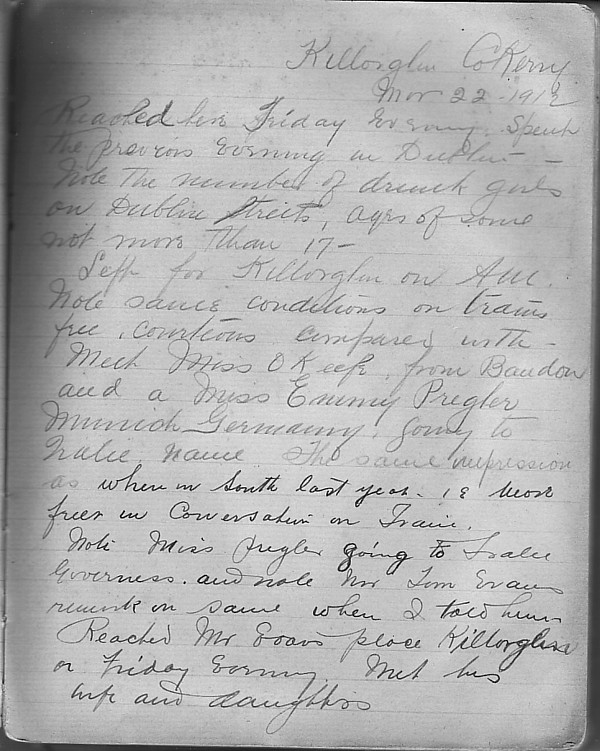 Killorglin Co Kerry
Nov 22 - 1912
Reached here Friday Evening. Spent
the previous Evening in Dublin -
Note the number of drunk girls
on Dublin Streets, ages of some
not more than 17 -
Left for Killorglin on AM.
Note same conditions on trains
free, courtious compared with -
Meet Miss O Keefe, from Bandon
and a Miss Emmy Pregler
Munich Germany, going to
Tralee. Name The same impression
as when in South last year. i e more
freer in Conversation on Train.
Note Miss Pregler going to Tralee
Governess. and note Mr Tom Evans
remark on same when I told him
Reached Mr Evans place Killorglin
on Friday Evening. Met his
wife and daughters